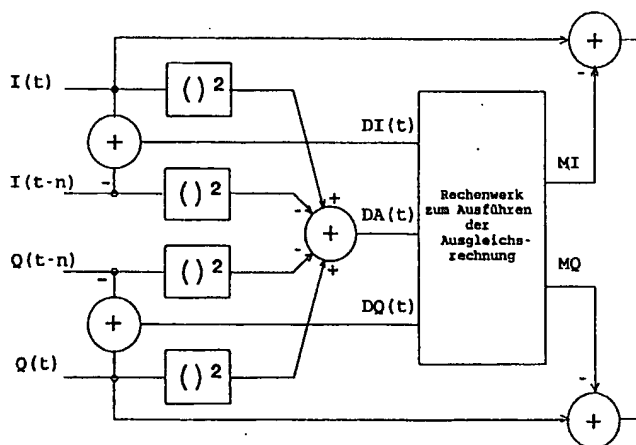 +
-
I(t)
()²
+
DI(t)
-
I(t-n)
()²
MI
Rechenwerk
zum Ausführen
der
Ausgleichs-
rechnung
+
-
+
DA(t)
-
+
Q(t-n)
()²
-
MQ
+
DQ(t)
Q(t)
()²
-
+